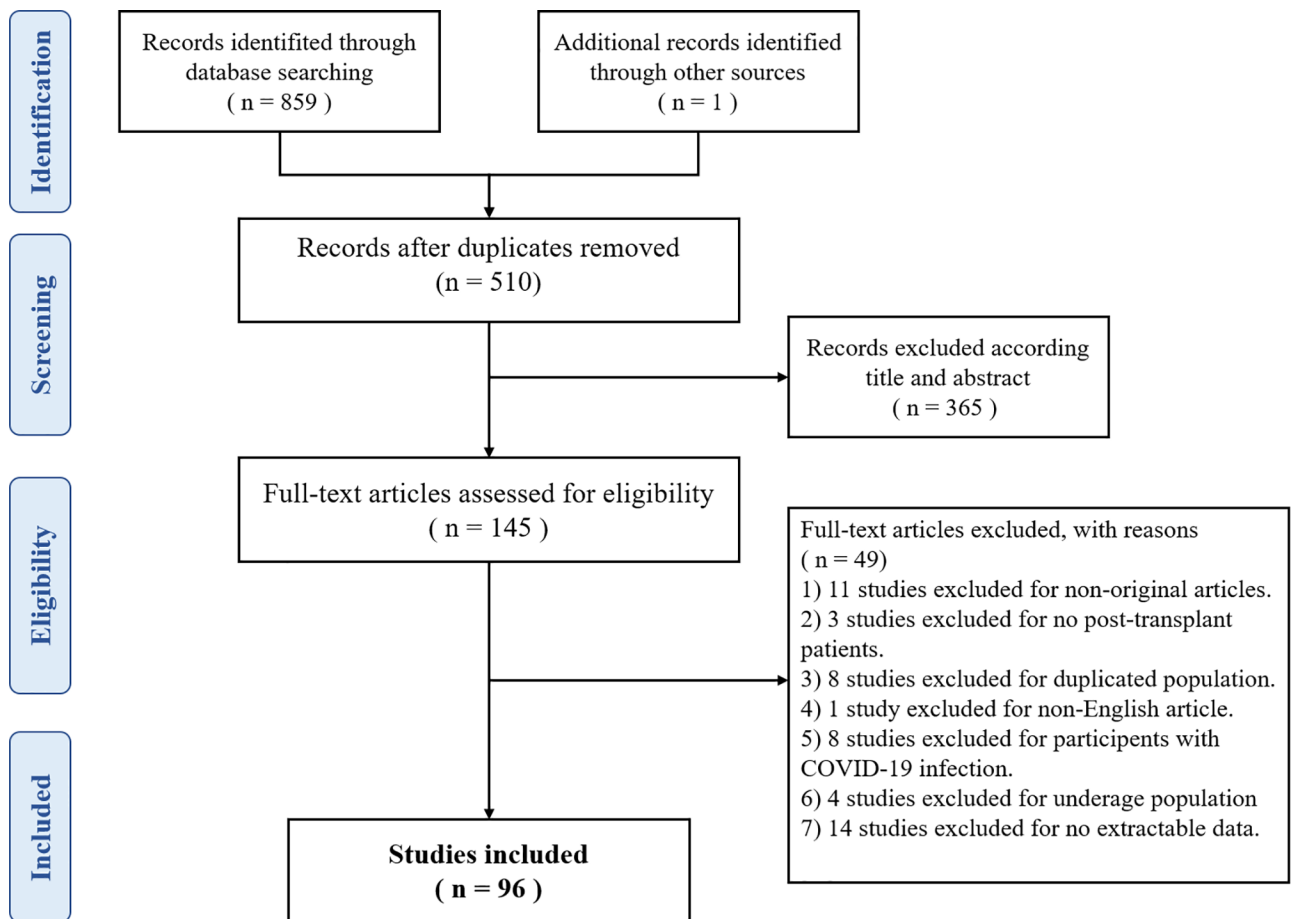 Identification
Records identifited through
database searching
( n = 859 )
Additional records identified
through other sources
( n = 1 )
Records after duplicates removed
(n = 510)
Screening
Records excluded according
title and abstract
( n = 365 )
Full-text articles assessed for eligibility
( n = 145 )
Eligibility
Full-text articles excluded, with reasons
( n = 49)
1) 11 studies excluded for non-original articles.
2) 3 studies excluded for no post-transplant
patients.
3) 8 studies excluded for duplicated population.
4) 1 study excluded for non-English article.
5) 8 studies excluded for participents with
COVID-19 infection.
6) 4 studies excluded for underage population
7) 14 studies excluded for no extractable data.
Included
Studies included
( n = 96 )